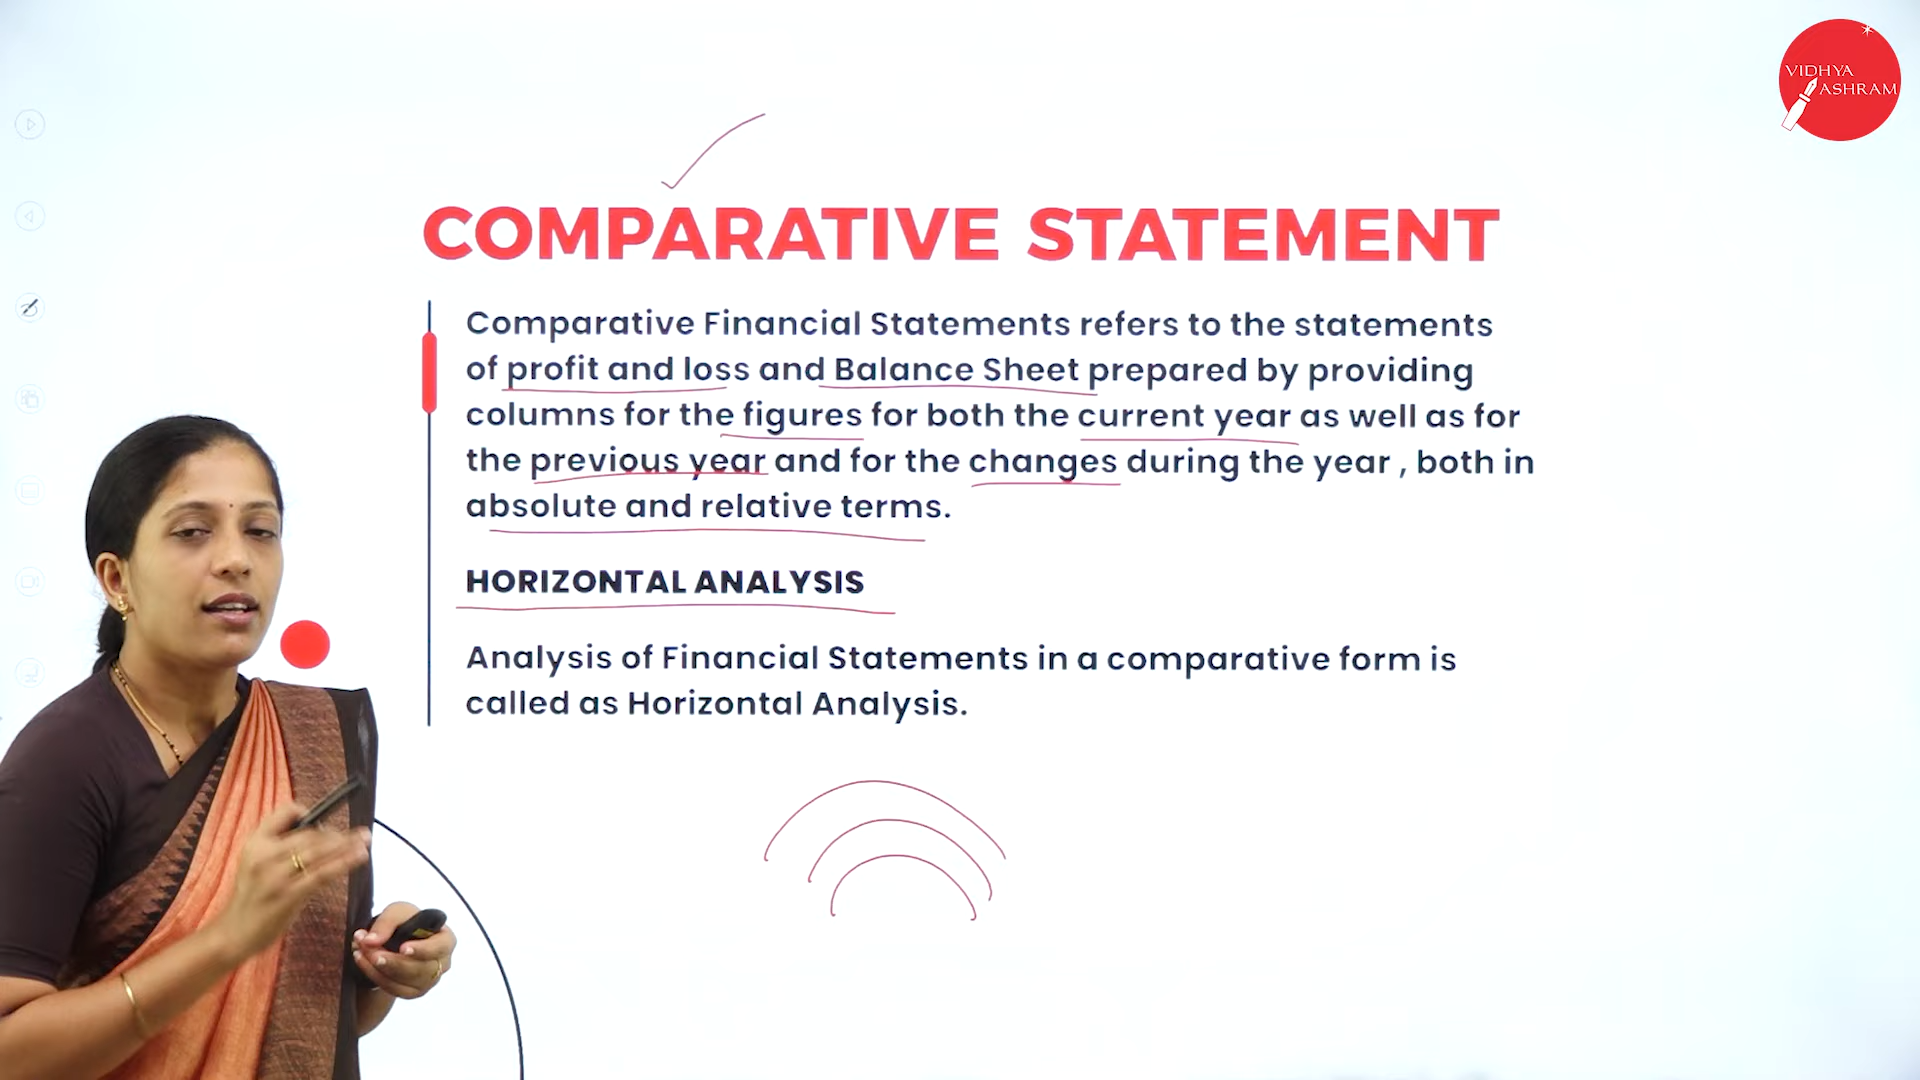 VIDHYA
ASHRAM
COMPARATIVE STATEMENT
Comparative Financial Statements refers to the statements
of profit and loss and Balance Sheet prepared by providing
columns for the figures for both the current year as well as for
the previous year and for the changes during the year , both in
absolute and relative terms.
HORIZONTAL ANALYSIS
Analysis of Financial Statements in a comparative form is
called as Horizontal Analysis.